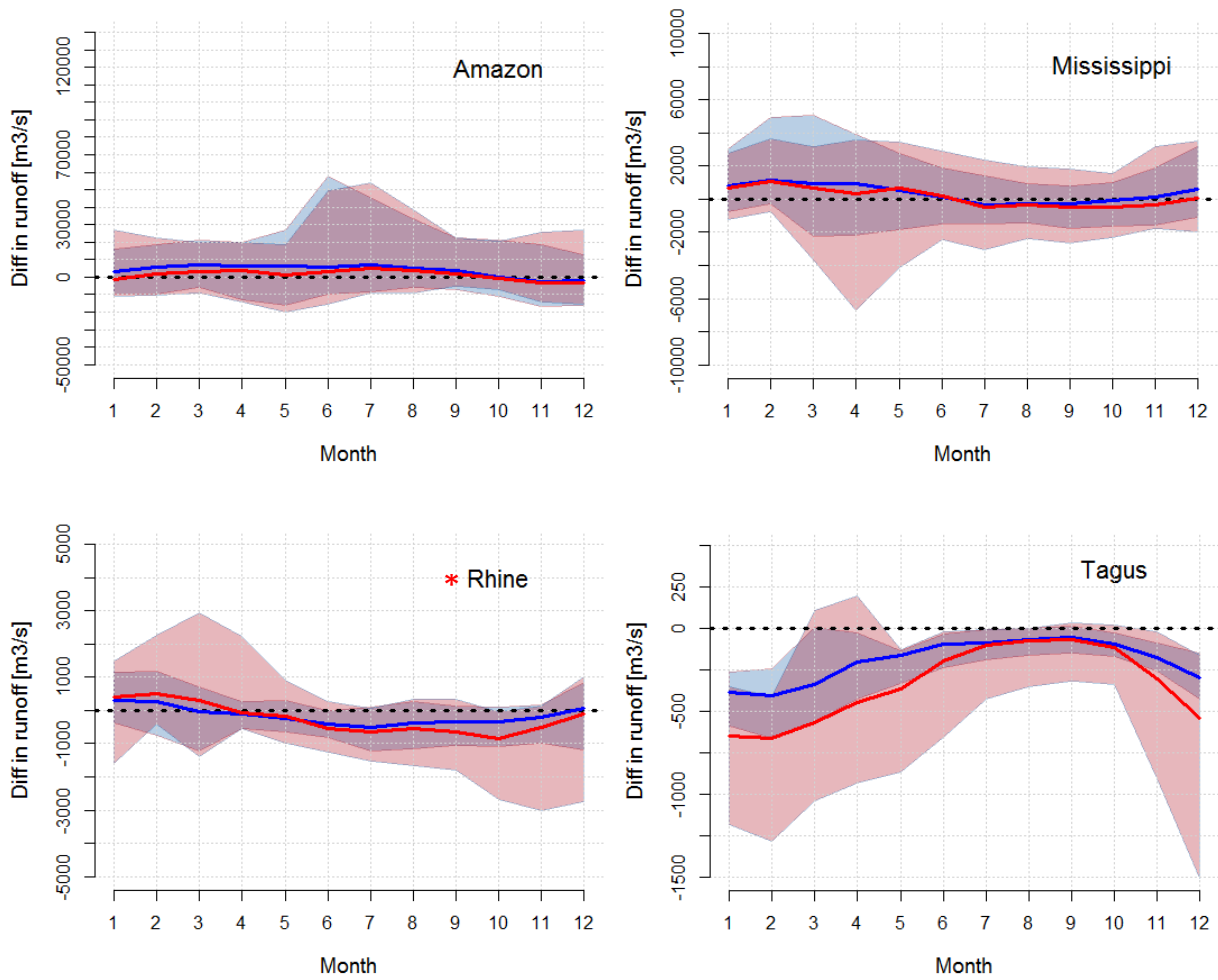 Amazon
Diff in runoff [m3/s]
-50000 0 30000 70000 120000
1 2 3 4 5 6 7 8 9 10 11 12
Month
Mississippi
Diff in runoff [m3/s]
-10000 -6000 -2000 2000 6000 10000
1 2 3 4 5 6 7 8 9 10 11 12
Month
* Rhine
Diff in runoff [m3/s]
-5000 -3000 -1000 1000 3000 5000
1 2 3 4 5 6 7 8 9 10 11 12
Month
Tagus
Diff in runoff [m3/s]
-1500 -1000 -500 0 250
1 2 3 4 5 6 7 8 9 10 11 12
Month